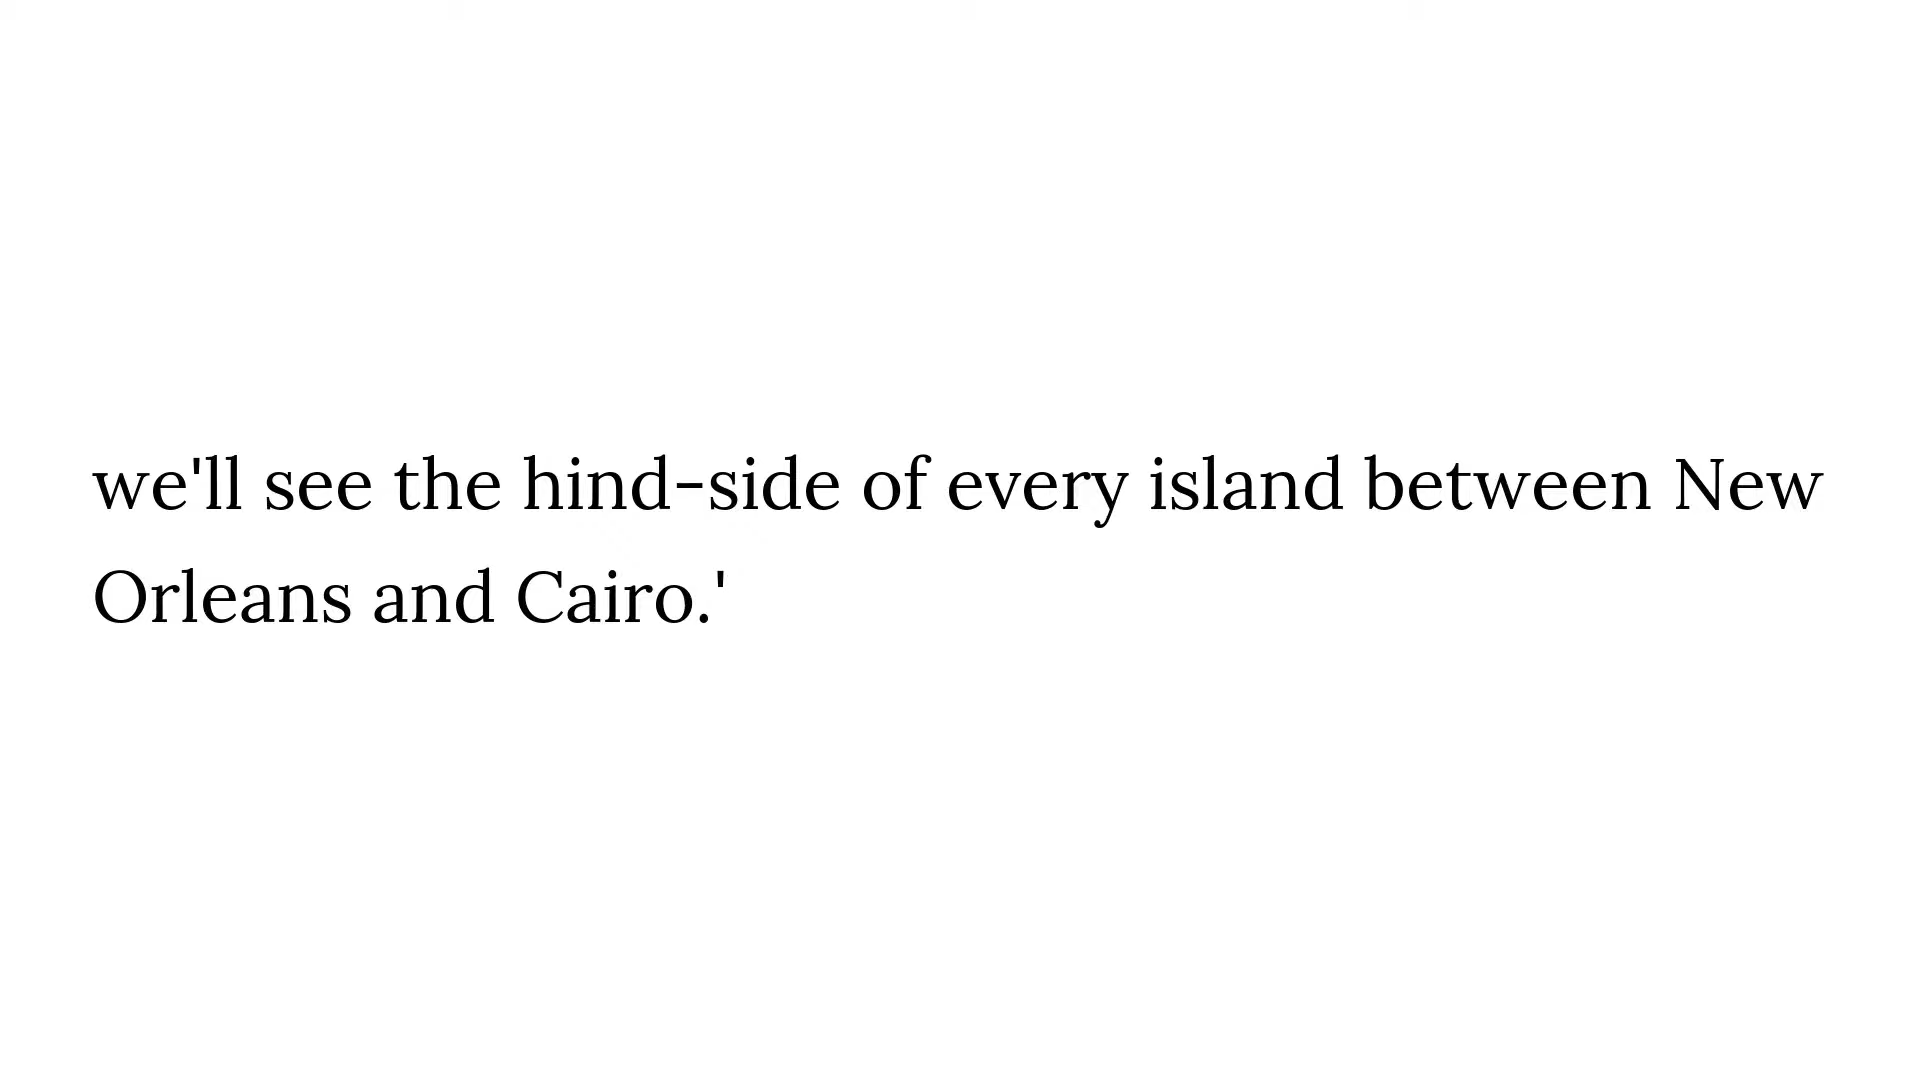 we'll see the hind-side of every island between New
Orleans and Cairo.'